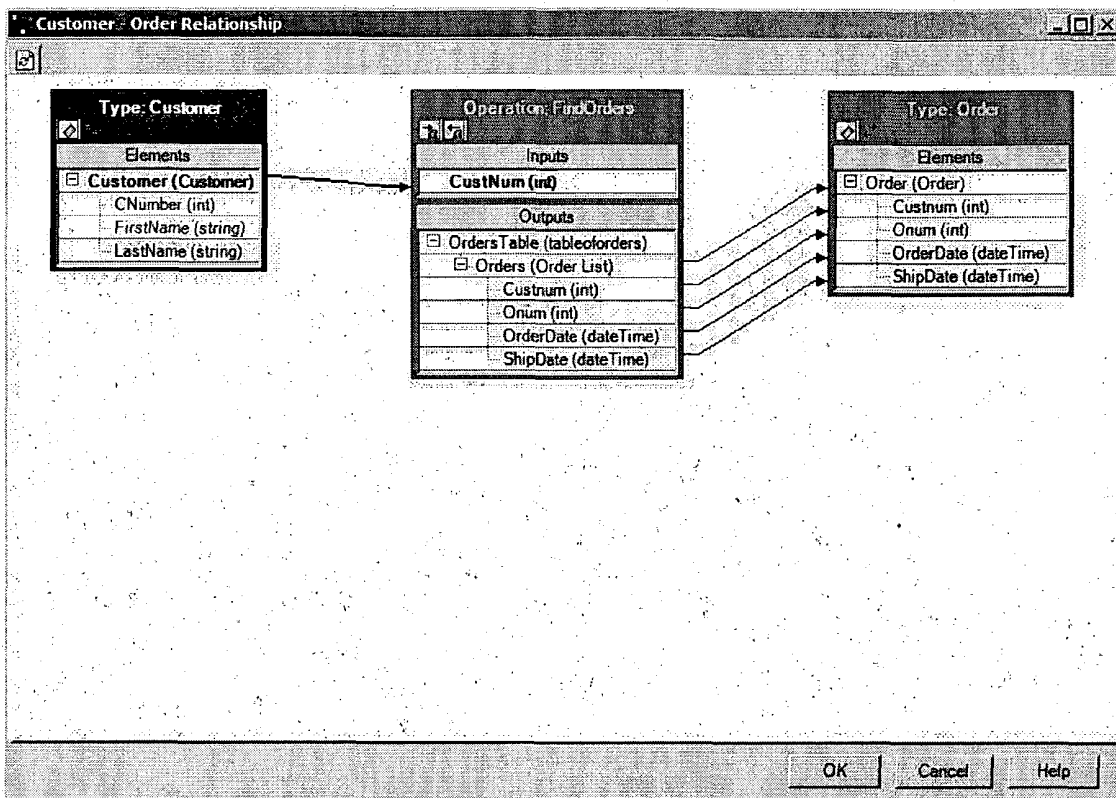 Customer - Order Relationship
Type: Customer
Elements
Customer (Customer)
CNumber (int)
FirstName (string)
LastName (string)
Operation: FindOrders
Inputs
CustNum (int)
Outputs
OrdersTable (tableoforders)
Orders (Order List)
Custnum (int)
Onum (int)
OrderDate (dateTime)
ShipDate (dateTime)
Type: Order
Elements
Order (Order)
Custnum (int)
Onum (int)
OrderDate (dateTime)
ShipDate (dateTime)
OK
Cancel
Help